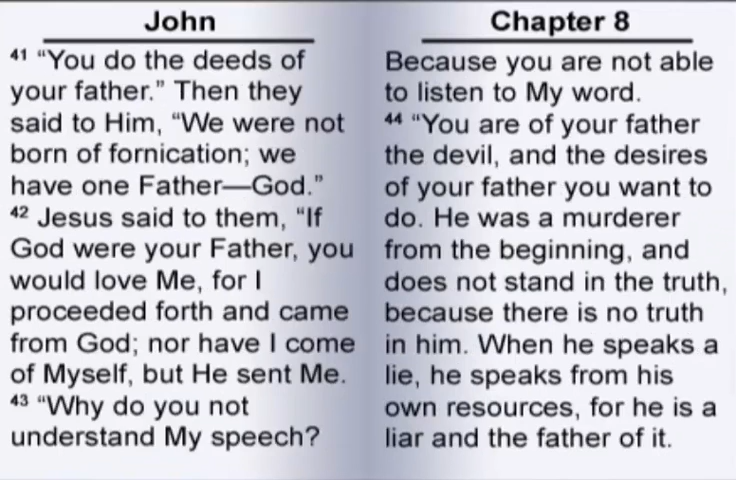 John
⁴¹ “You do the deeds of
your father.” Then they
said to Him, “We were not
born of fornication; we
have one Father—God.”
⁴² Jesus said to them, “If
God were your Father, you
would love Me, for I
proceeded forth and came
from God; nor have I come
of Myself, but He sent Me.
⁴³ “Why do you not
understand My speech?
Chapter 8
Because you are not able
to listen to My word.
⁴⁴ “You are of your father
the devil, and the desires
of your father you want to
do. He was a murderer
from the beginning, and
does not stand in the truth,
because there is no truth
in him. When he speaks a
lie, he speaks from his
own resources, for he is a
liar and the father of it.